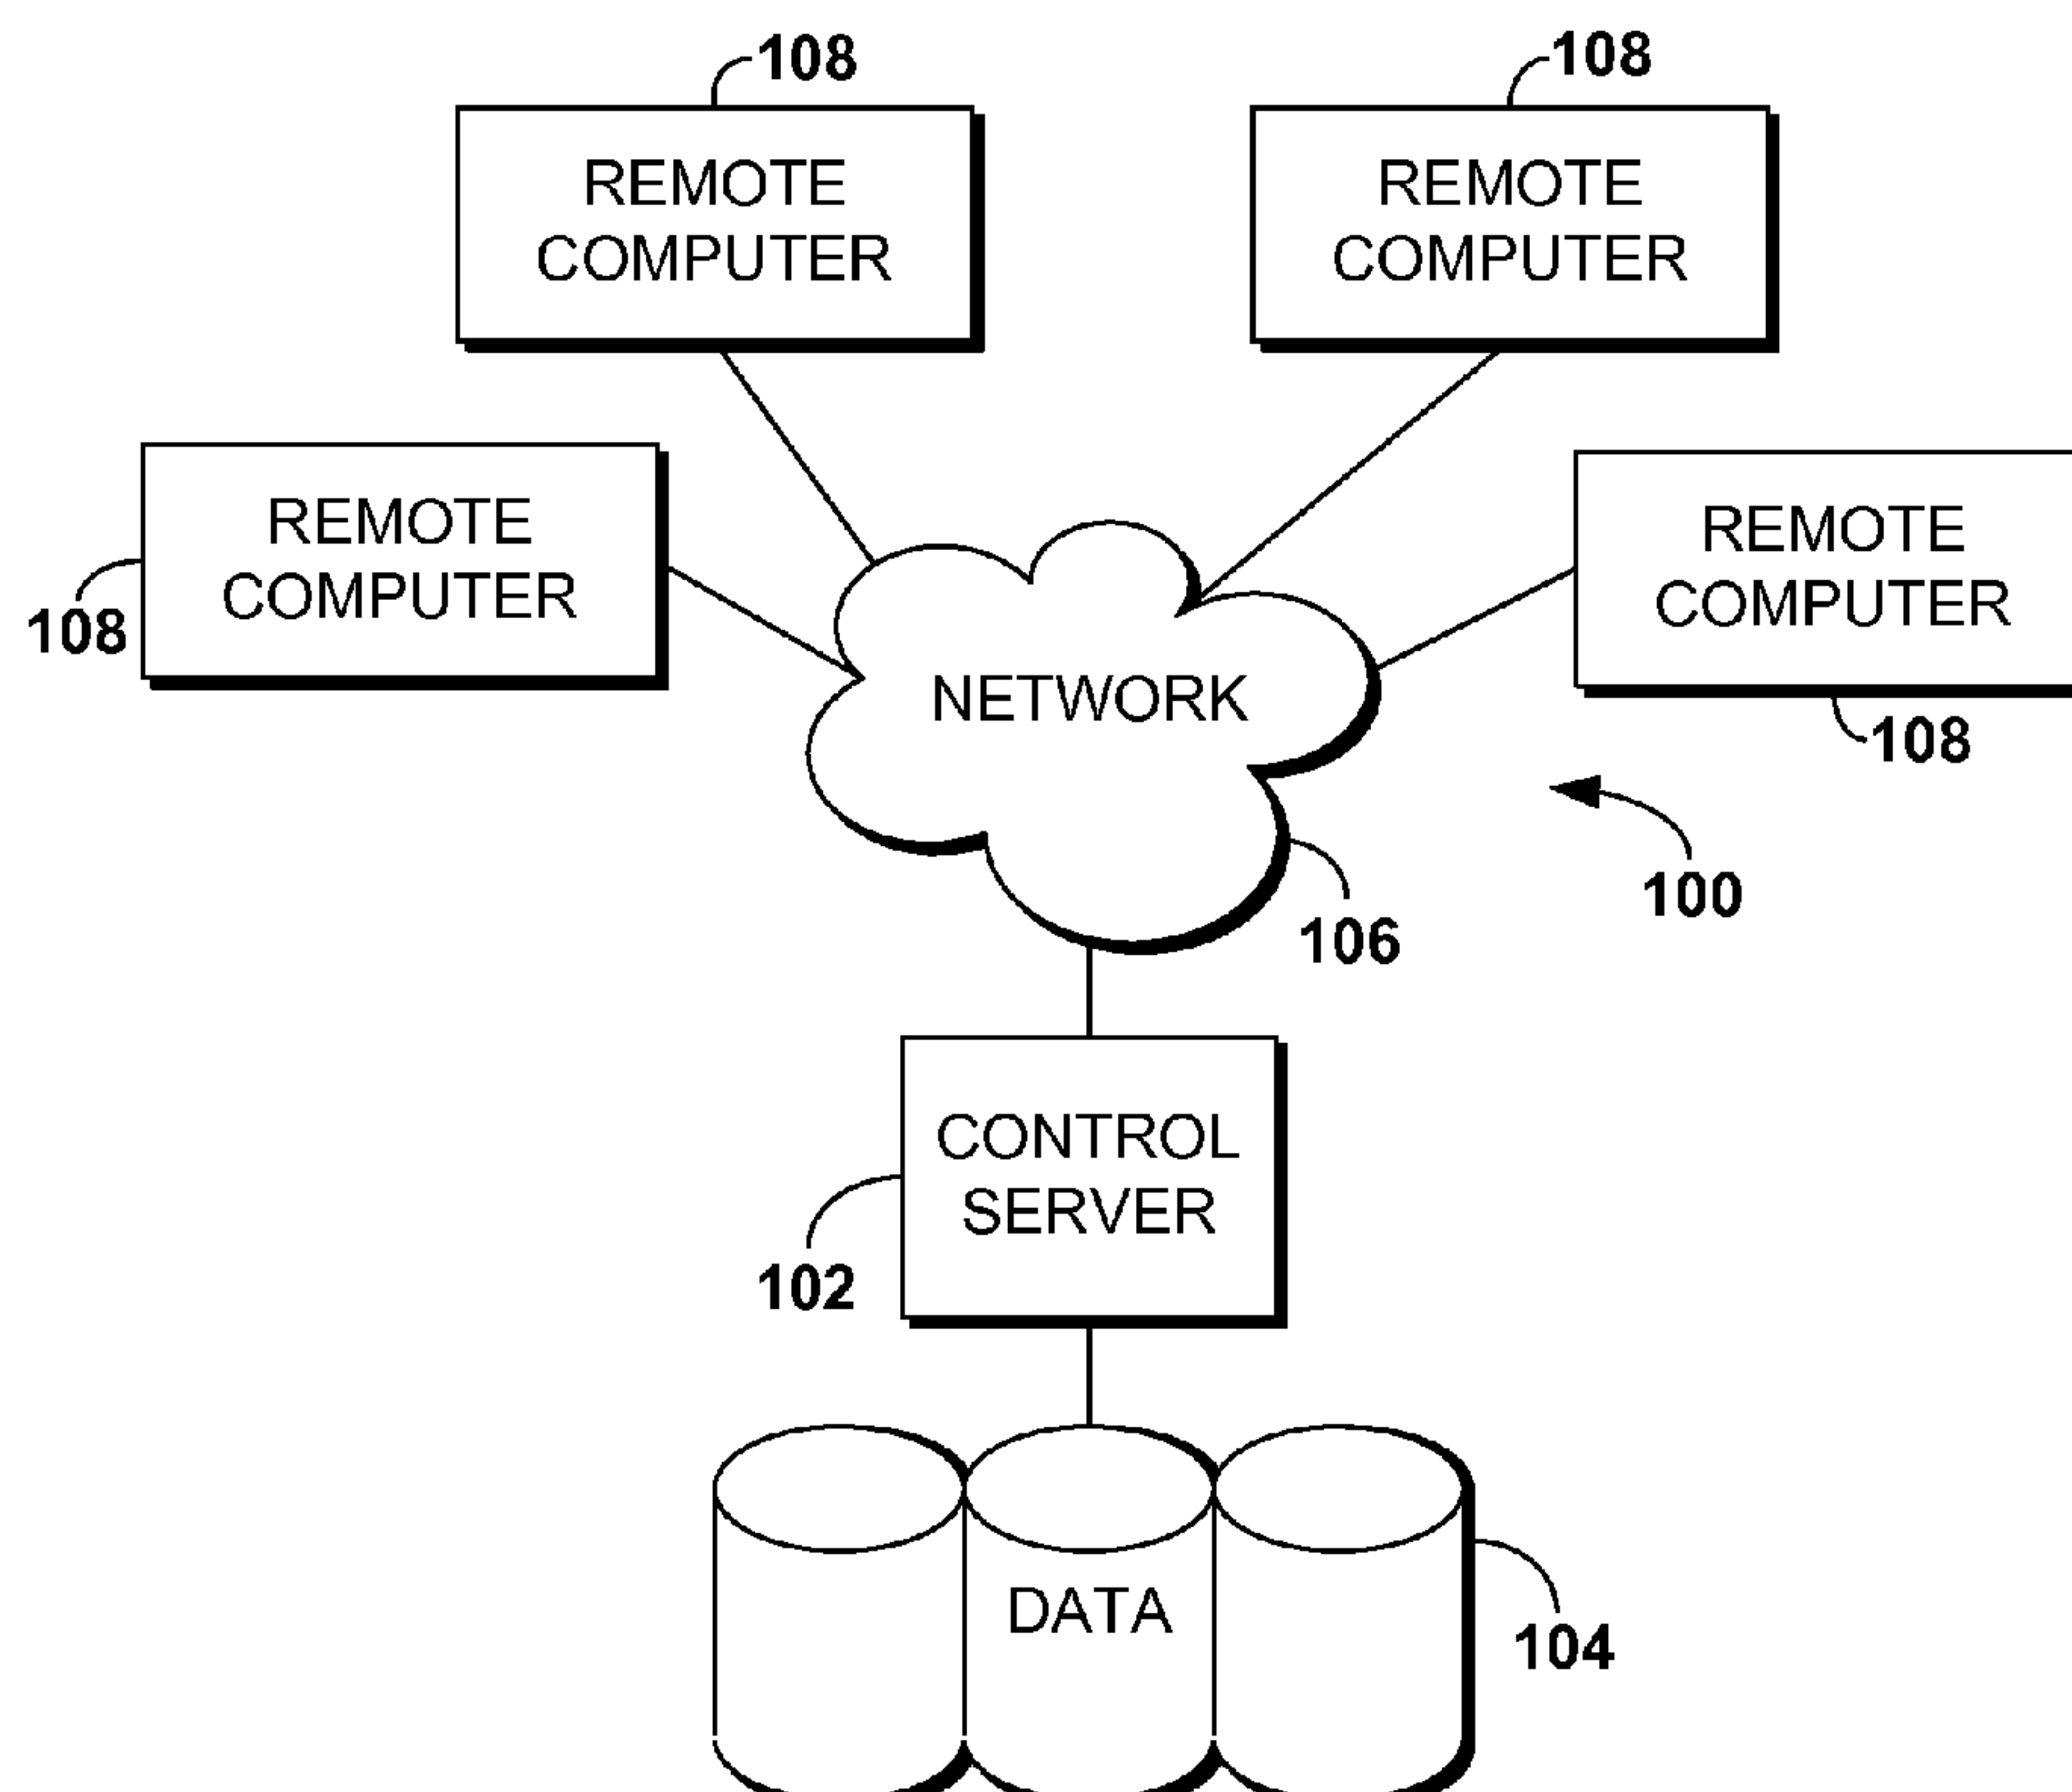 108
108
REMOTE
COMPUTER
REMOTE
COMPUTER
REMOTE
COMPUTER
108
REMOTE
COMPUTER
108
NETWORK
100
106
CONTROL
SERVER
102
DATA
104